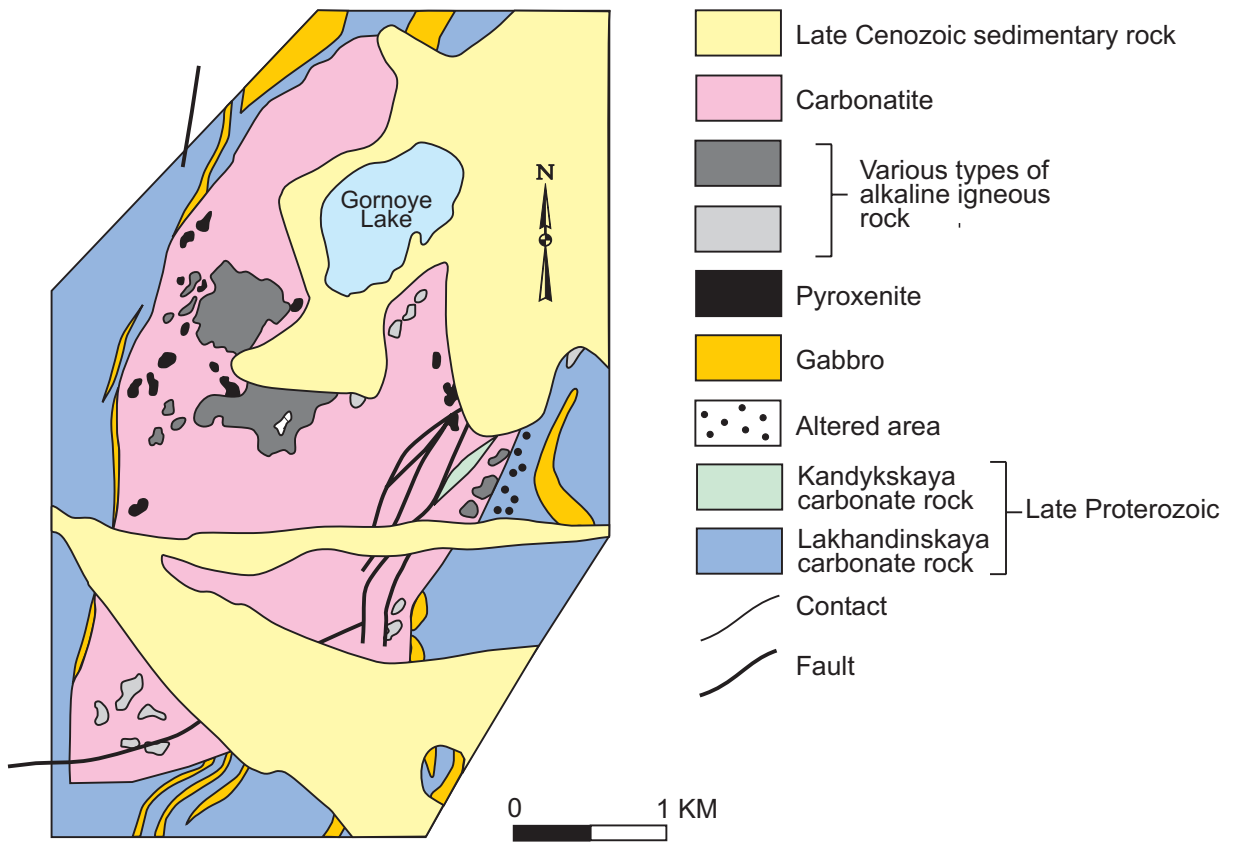 Gornoye
Lake
N
0 1 KM
Late Cenozoic sedimentary rock
Carbonatite
Various types of
alkaline igneous
rock
Pyroxenite
Gabbro
Altered area
Kandykskaya
carbonate rock
Late Proterozoic
Lakhandinskaya
carbonate rock
Contact
Fault